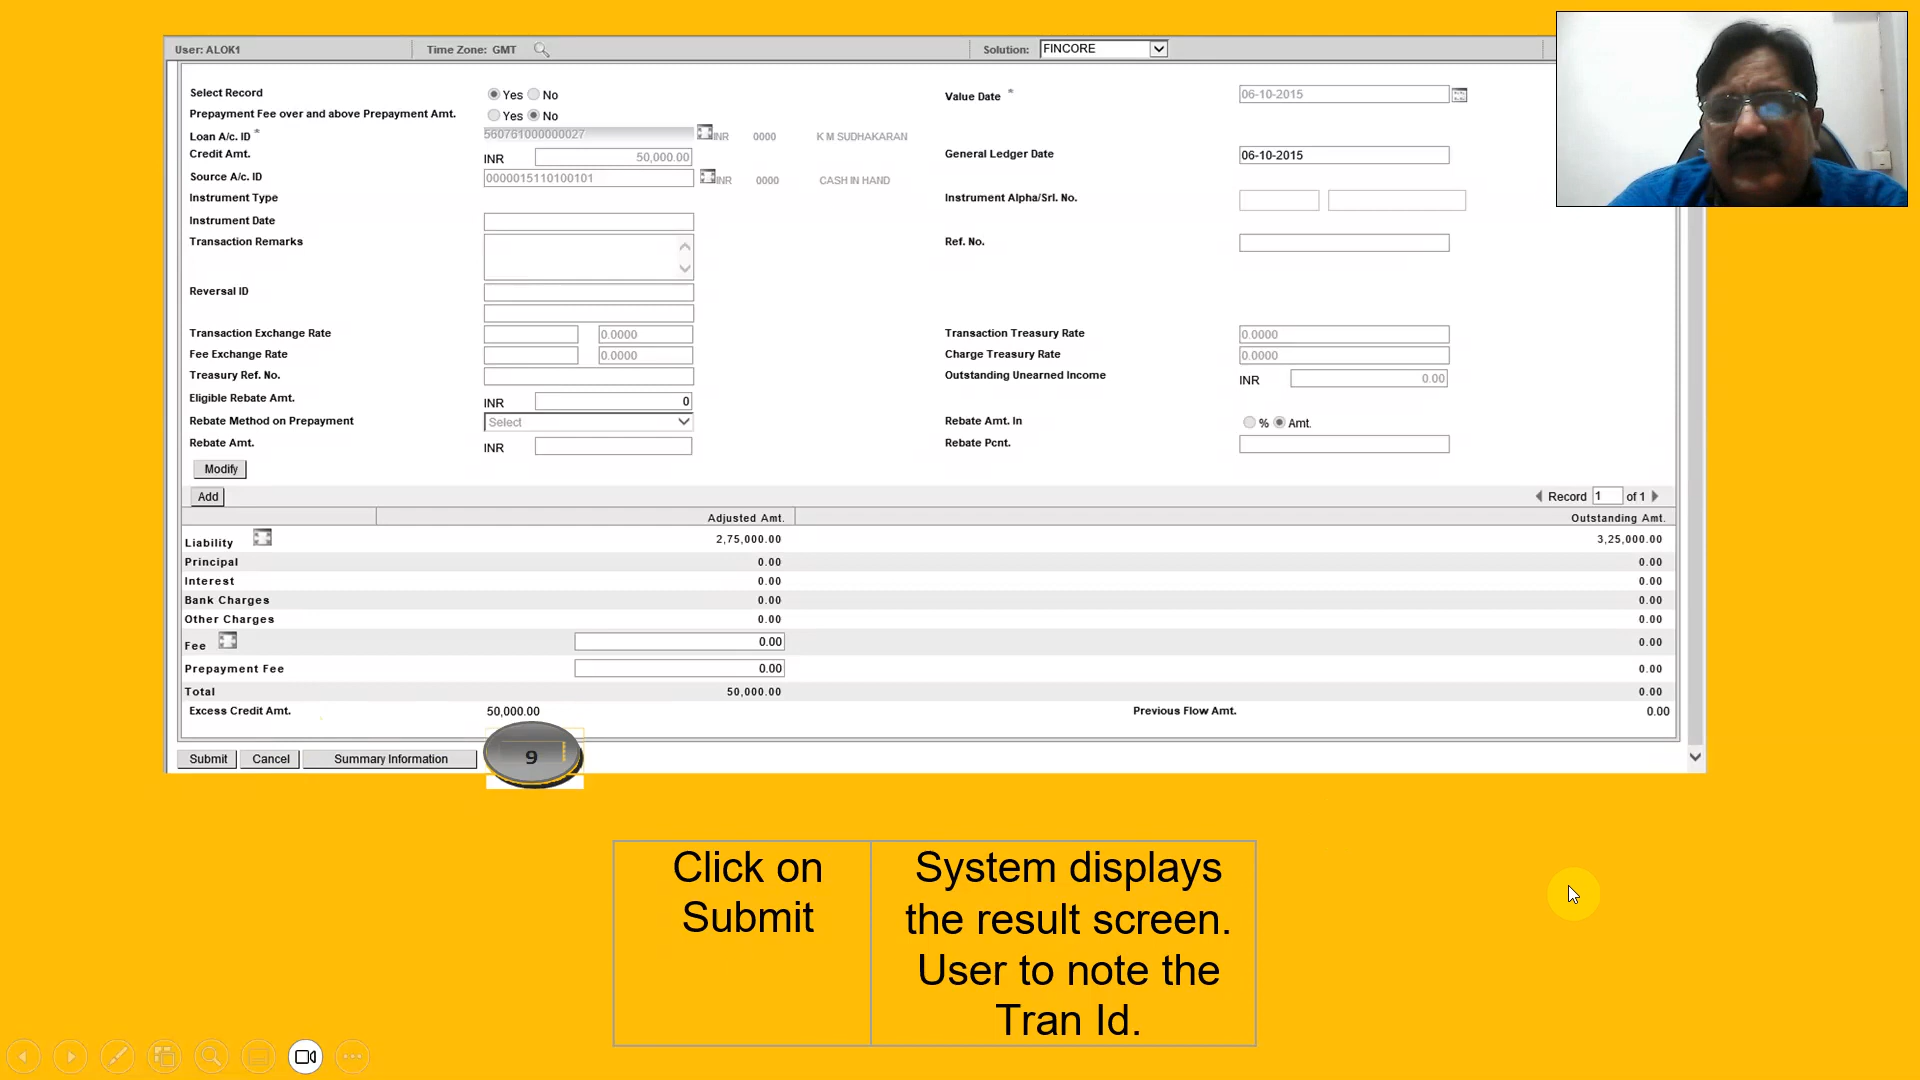 User: ALOK1 Time Zone: GMT Solution: FINCORE
Select Record Yes No Value Date * 06-10-2015
Prepayment Fee over and above Prepayment Amt. Yes No
Loan A/c. ID * 560761000000027 INR 0000 K M SUDHAKARAN
Credit Amt. INR 50,000.00 General Ledger Date 06-10-2015
Source A/c. ID 0000015110100101 INR 0000 CASH IN HAND
Instrument Type Instrument Alpha/Srl. No.
Instrument Date
Transaction Remarks Ref. No.
Reversal ID
Transaction Exchange Rate 0.0000 Transaction Treasury Rate 0.0000
Fee Exchange Rate 0.0000 Charge Treasury Rate 0.0000
Treasury Ref. No. Outstanding Unearned Income INR 0.00
Eligible Rebate Amt. INR 0
Rebate Method on Prepayment Select Rebate Amt. In % Amt.
Rebate Amt. INR Rebate Pcnt.
Modify
Add Record 1 of 1
Adjusted Amt. Outstanding Amt.
Liability 2,75,000.00 3,25,000.00
Principal 0.00 0.00
Interest 0.00 0.00
Bank Charges 0.00 0.00
Other Charges 0.00 0.00
Fee 0.00 0.00
Prepayment Fee 0.00 0.00
Total 50,000.00 0.00
Excess Credit Amt. 50,000.00 Previous Flow Amt. 0.00
Submit Cancel Summary Information 9
Click on
Submit
System displays
the result screen.
User to note the
Tran Id.